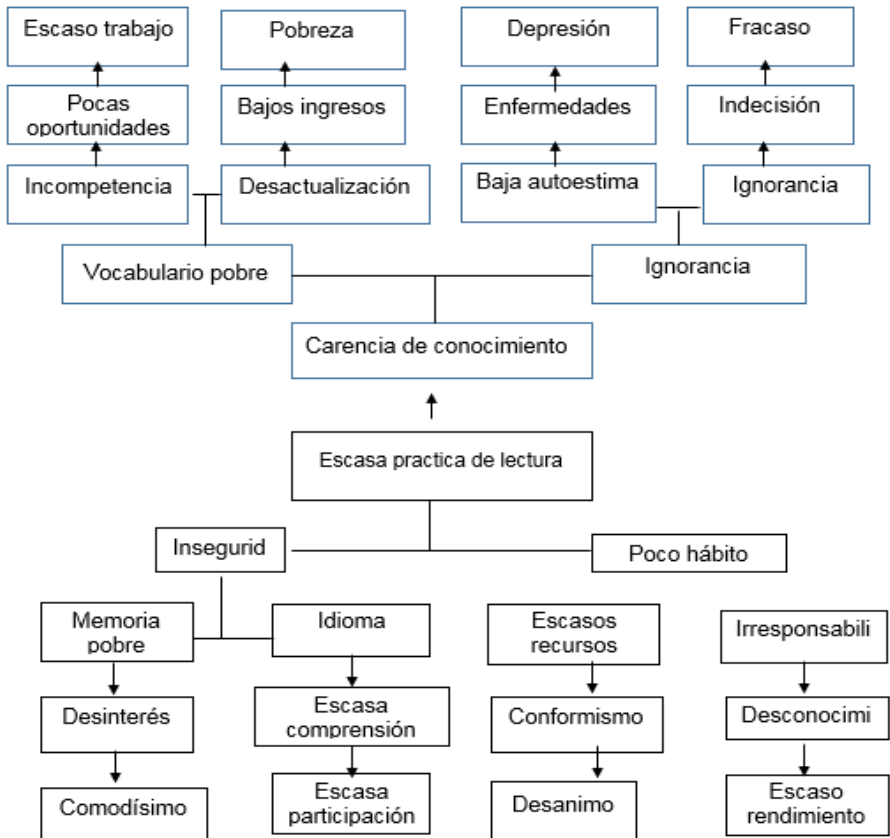 Escaso trabajo
Pobreza
Depresión
Fracaso
Pocas
oportunidades
Bajos ingresos
Enfermedades
Indecisión
Incompetencia
Desactualización
Baja autoestima
Ignorancia
Vocabulario pobre
Ignorancia
Carencia de conocimiento
Escasa practica de lectura
Insegurid
Poco hábito
Memoria
pobre
Idioma
Escasos
recursos
Irresponsabili
Desinterés
Escasa
comprensión
Conformismo
Desconocimi
Comodísimo
Escasa
participación
Desanimo
Escaso
rendimiento